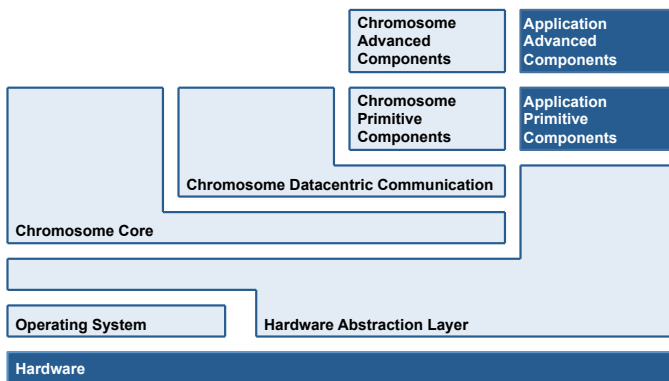 Chromosome
Advanced
Components
Application
Advanced
Components
Chromosome
Primitive
Components
Application
Primitive
Components
Chromosome Datacentric Communication
Chromosome Core
Operating System
Hardware Abstraction Layer
Hardware